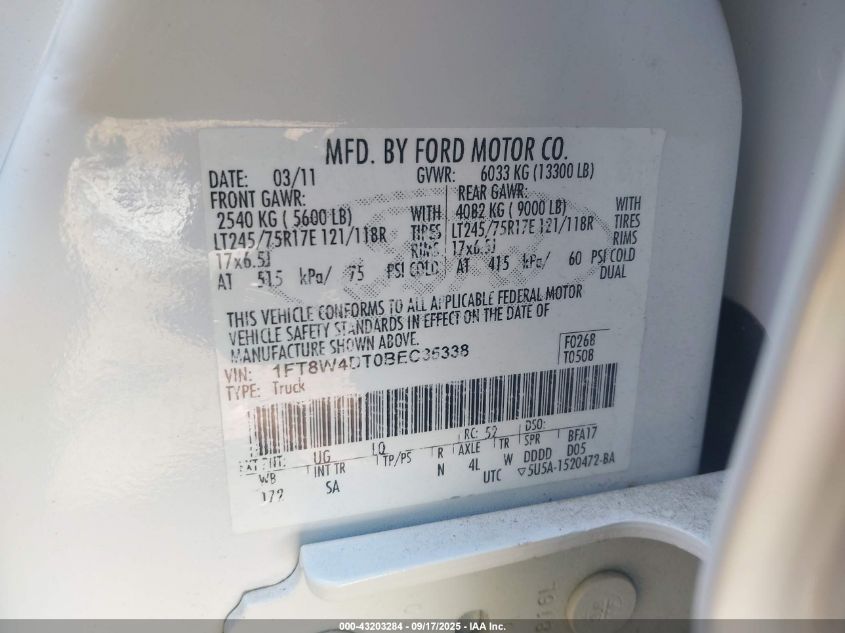 MFD. BY FORD MOTOR CO.
DATE: 03/11 GVWR: 6033 KG (13300 LB)
FRONT GAWR: REAR GAWR:
2540 KG ( 5600 LB) WITH 4082 KG ( 9000 LB) WITH
LT245/75R17E 121/118R TIRES LT245/75R17E 121/118R TIRES
17x6.5J RIMS 17x6.5J RIMS
AT 515 kPa/ 75 PSI COLD AT 415 kPa/ 60 PSI COLD
DUAL
THIS VEHICLE CONFORMS TO ALL APPLICABLE FEDERAL MOTOR
VEHICLE SAFETY STANDARDS IN EFFECT ON THE DATE OF
MANUFACTURE SHOWN ABOVE.
VIN: 1FT8W4DT0BEC35338 F0268
TYPE: Truck T0508
EXT PNT: UG LQ RC: 52 DSO:
WB INT TR TP/PS R AXLE TR SPR BFA17
172 SA N 4L W DDDD D05
UTC ▽5U5A-1520472-BA
000-43203284 - 09/17/2025 - IAA Inc.